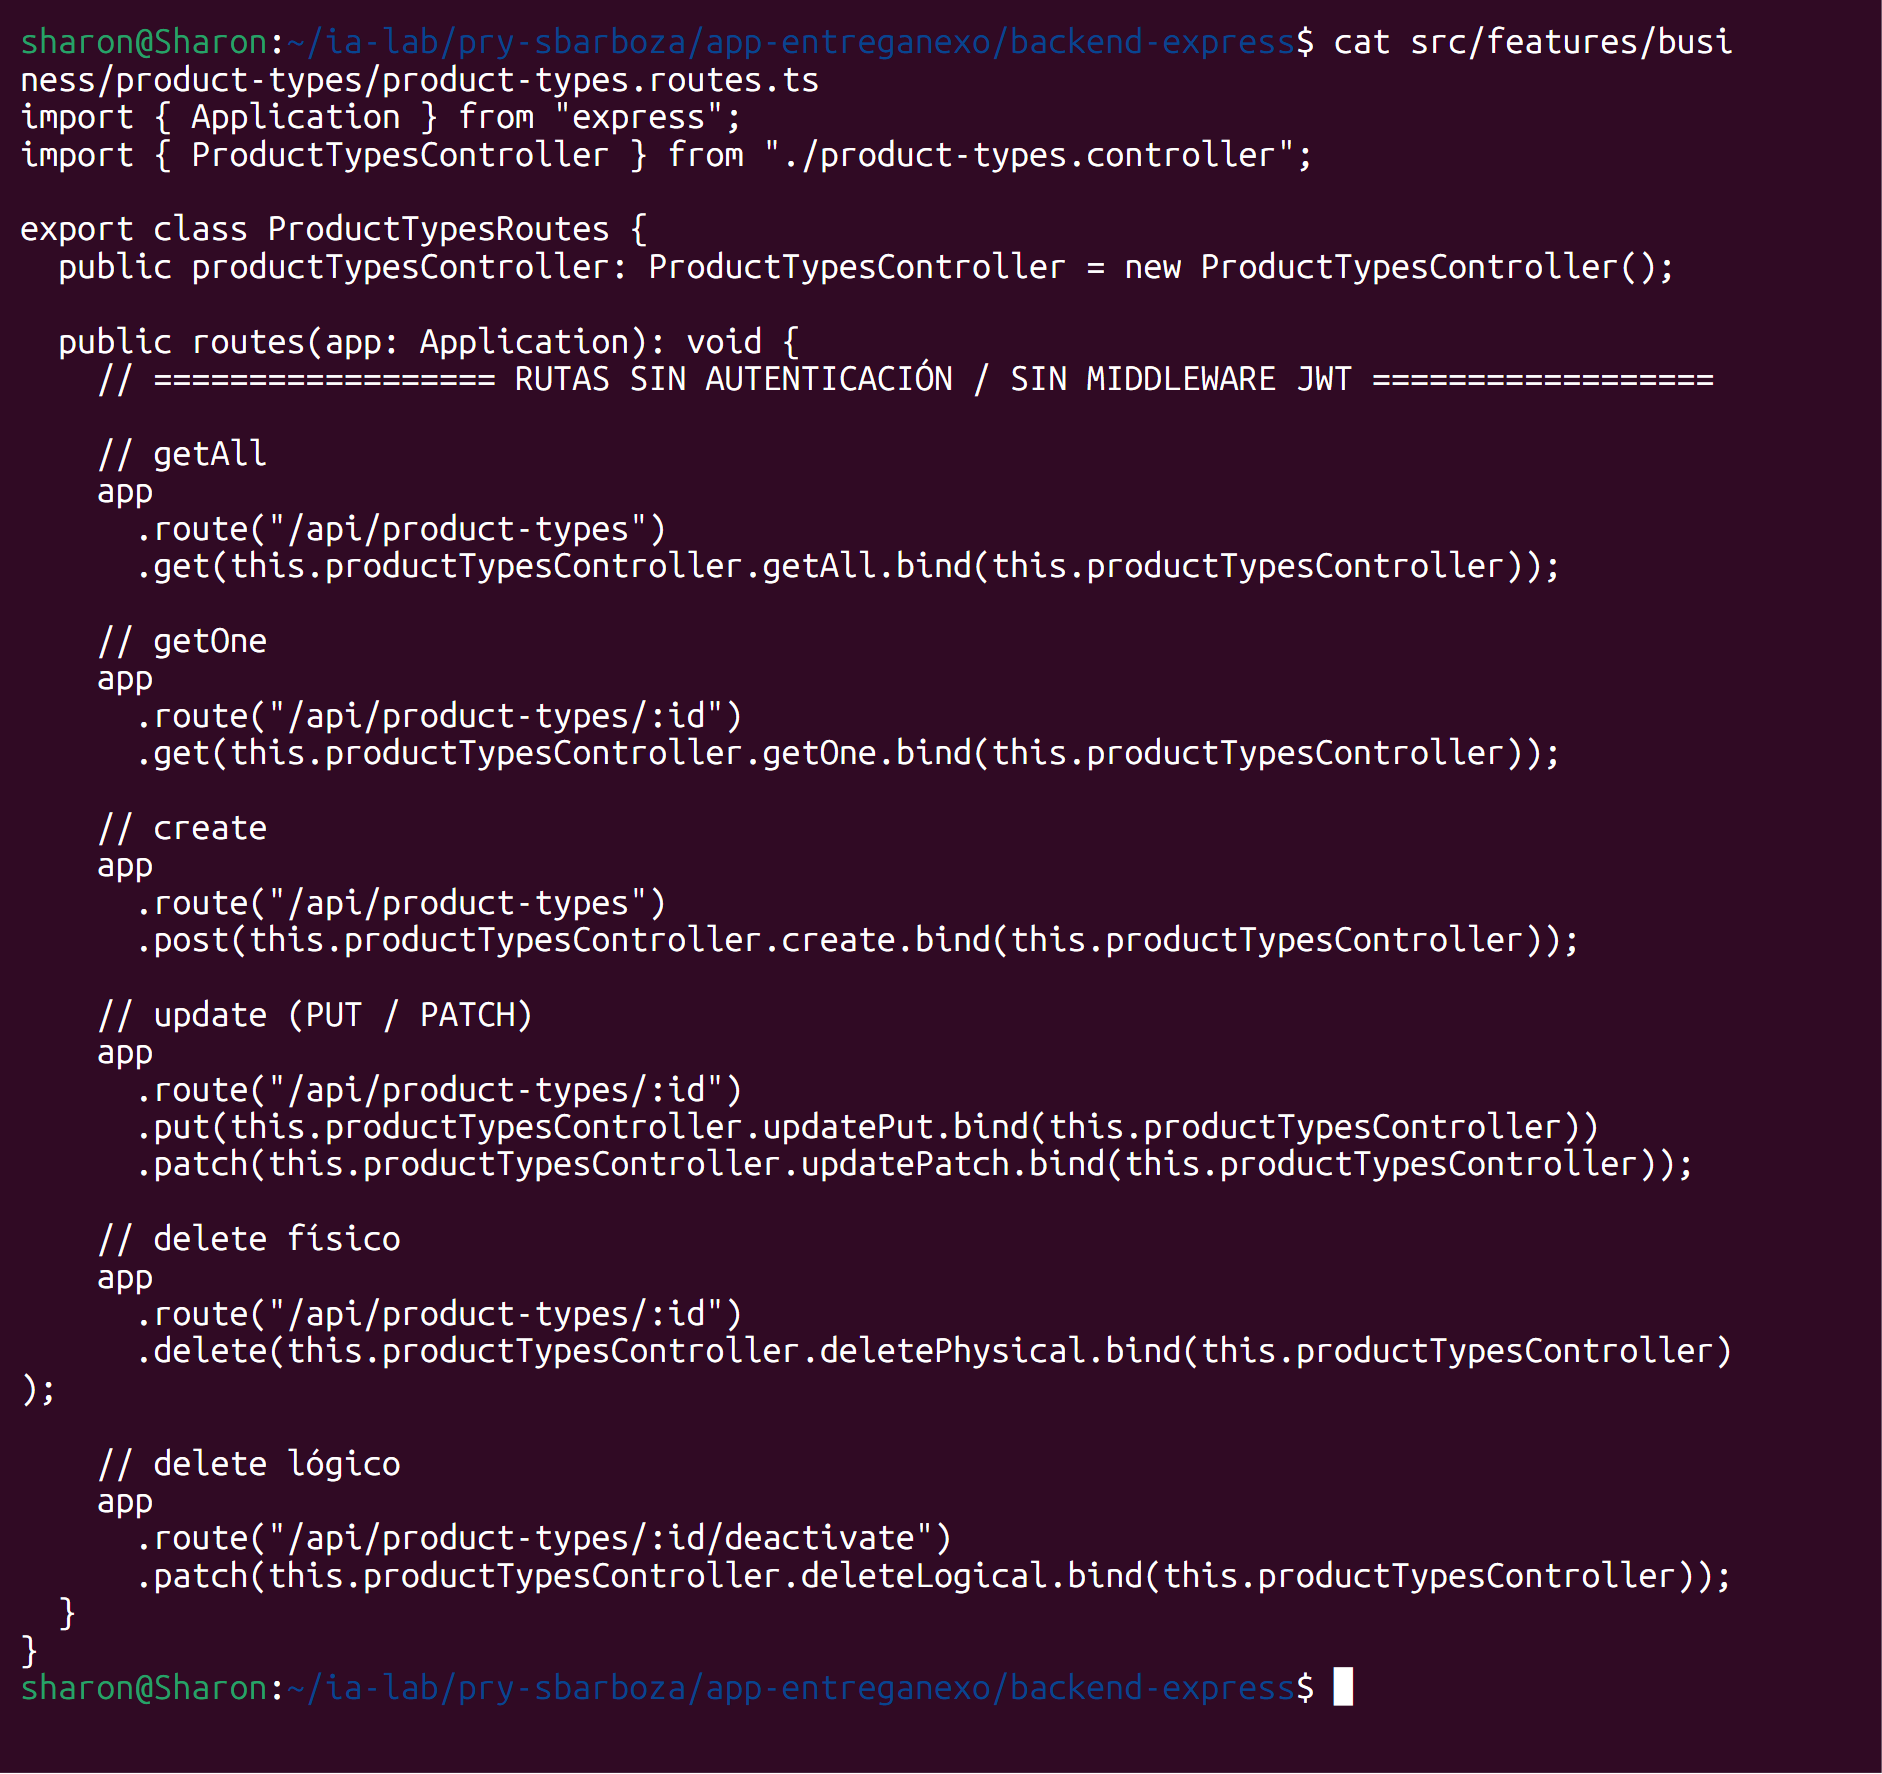 sharon@Sharon:~/ia-lab/pry-sbarboza/app-entreganexo/backend-express$ cat src/features/busi
ness/product-types/product-types.routes.ts
import { Application } from "express";
import { ProductTypesController } from "./product-types.controller";

export class ProductTypesRoutes {
  public productTypesController: ProductTypesController = new ProductTypesController();

  public routes(app: Application): void {
    // ================== RUTAS SIN AUTENTICACIÓN / SIN MIDDLEWARE JWT ==================

    // getAll
    app
      .route("/api/product-types")
      .get(this.productTypesController.getAll.bind(this.productTypesController));

    // getOne
    app
      .route("/api/product-types/:id")
      .get(this.productTypesController.getOne.bind(this.productTypesController));

    // create
    app
      .route("/api/product-types")
      .post(this.productTypesController.create.bind(this.productTypesController));

    // update (PUT / PATCH)
    app
      .route("/api/product-types/:id")
      .put(this.productTypesController.updatePut.bind(this.productTypesController))
      .patch(this.productTypesController.updatePatch.bind(this.productTypesController));

    // delete físico
    app
      .route("/api/product-types/:id")
      .delete(this.productTypesController.deletePhysical.bind(this.productTypesController)
);

    // delete lógico
    app
      .route("/api/product-types/:id/deactivate")
      .patch(this.productTypesController.deleteLogical.bind(this.productTypesController));
  }
}
sharon@Sharon:~/ia-lab/pry-sbarboza/app-entreganexo/backend-express$